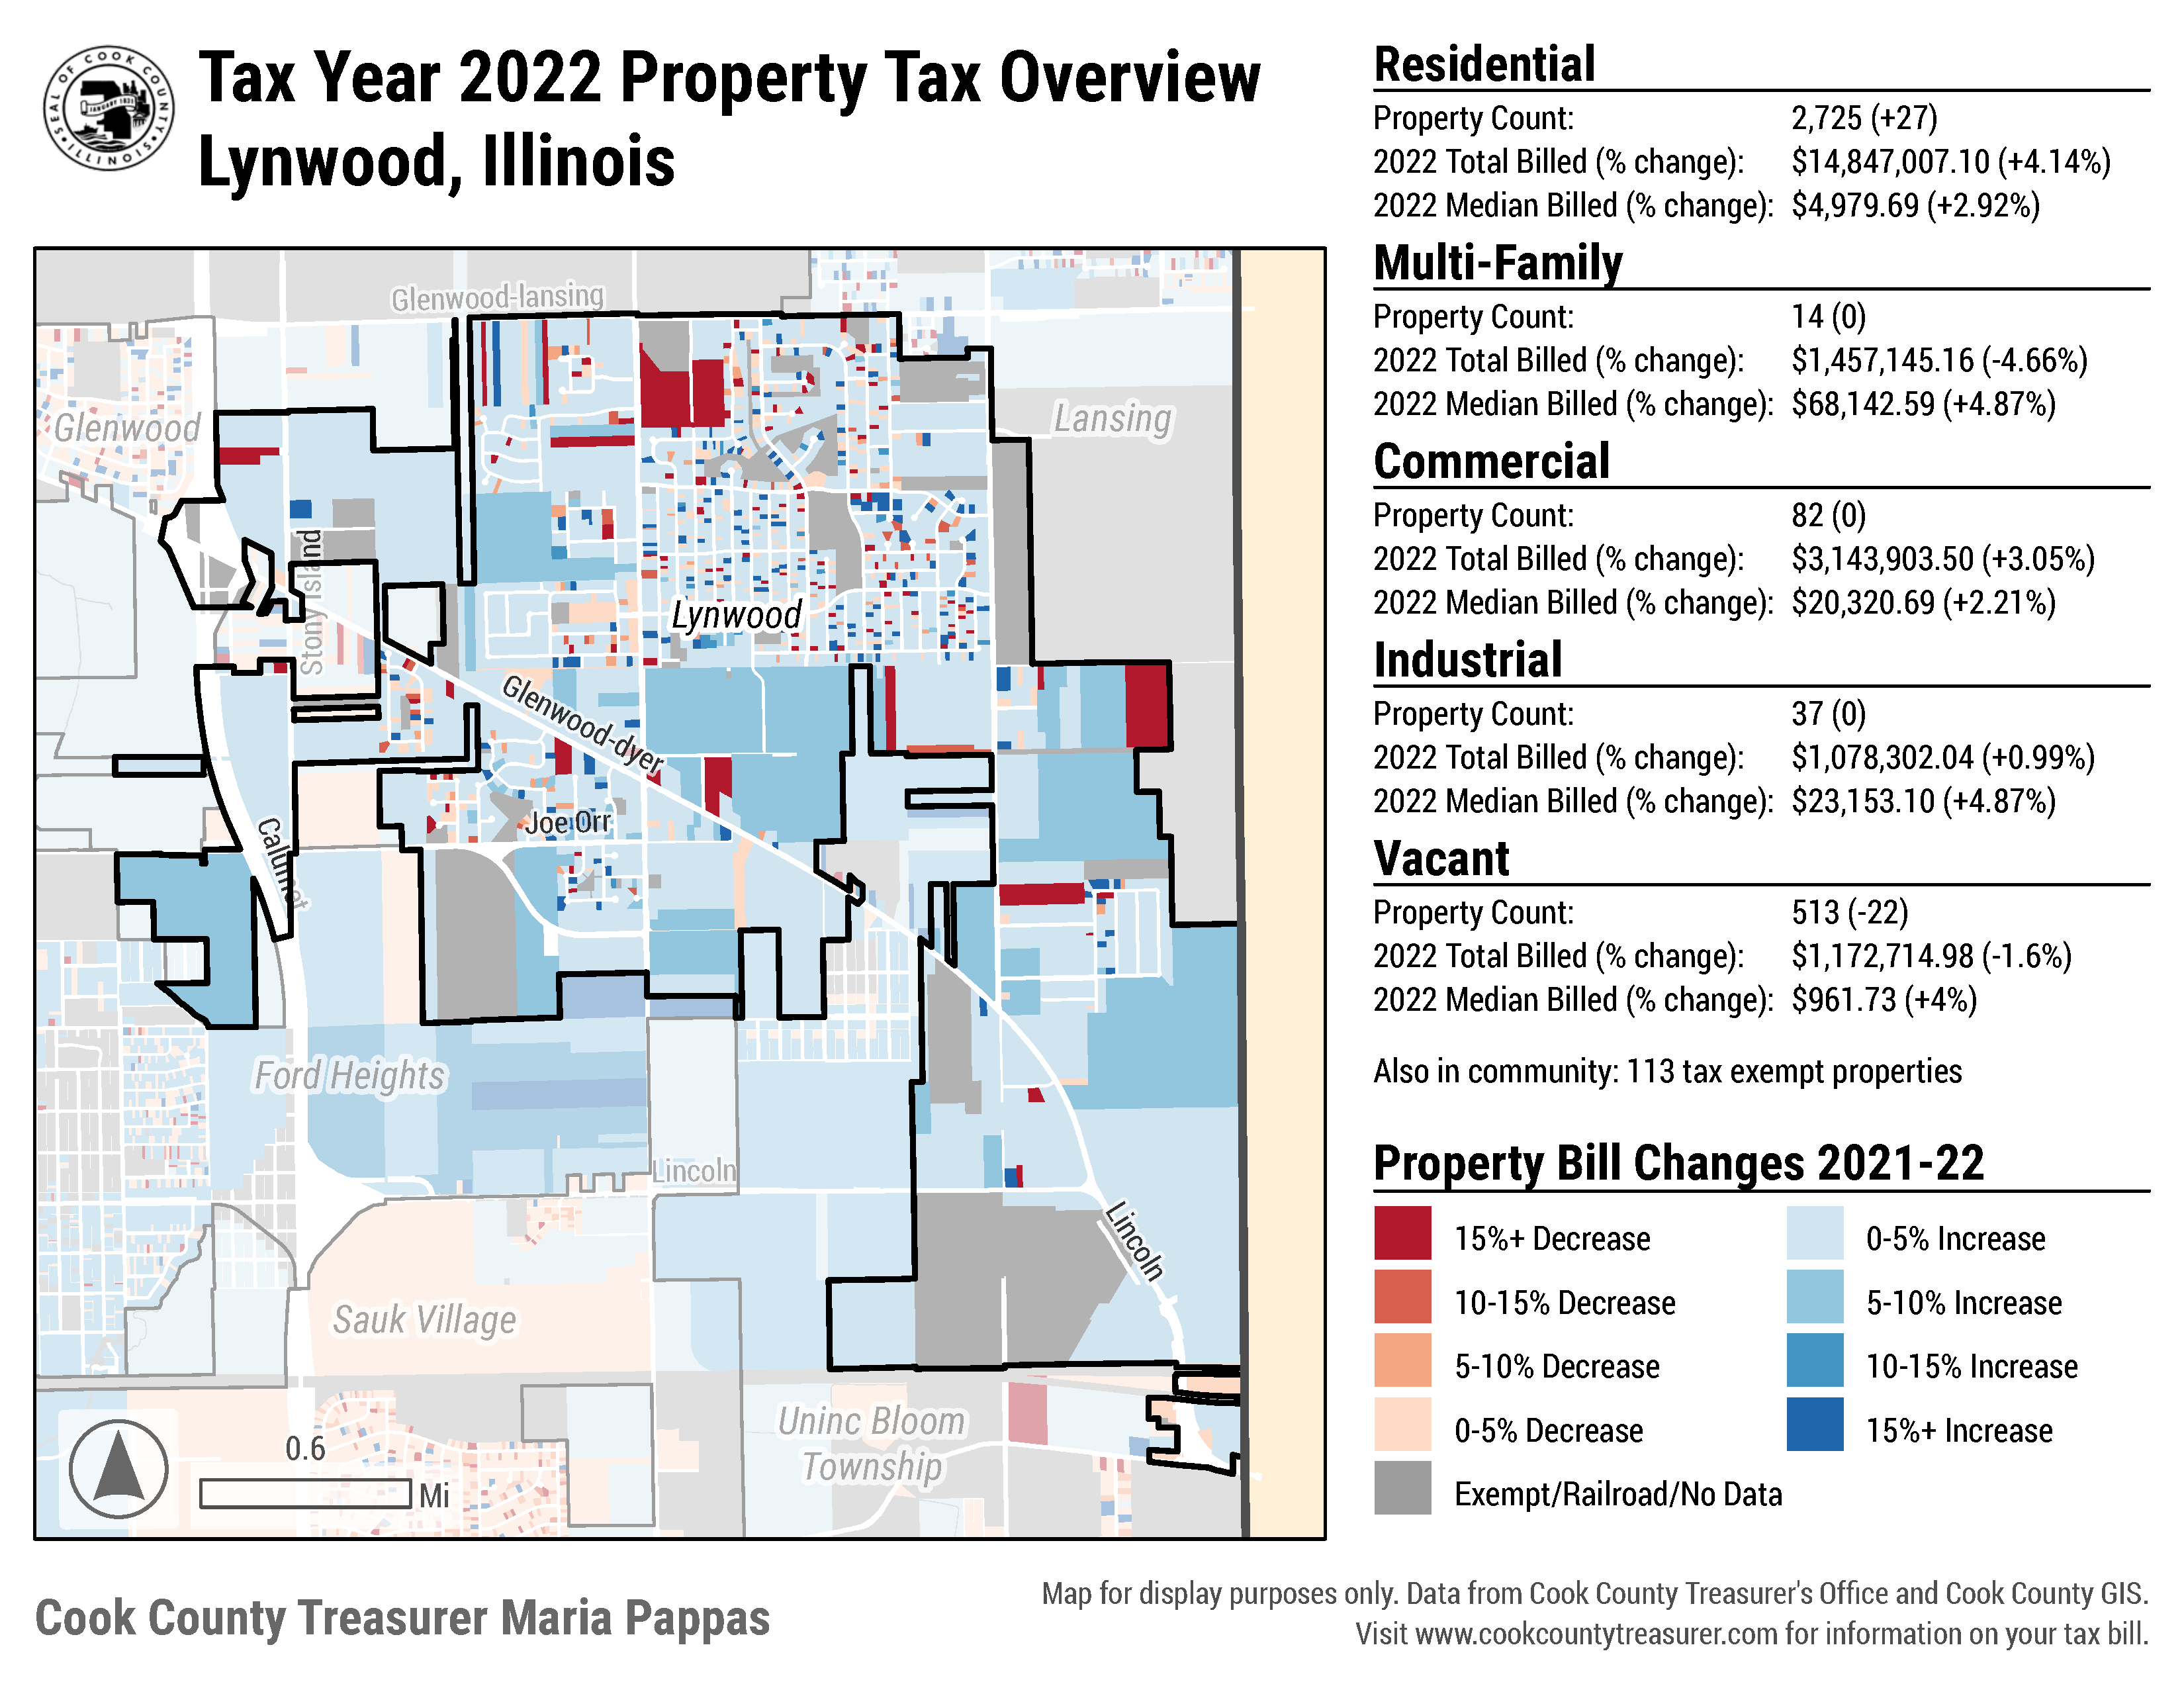 SEAL OF COOK COUNTY
JANUARY 1831
ILLINOIS
Tax Year 2022 Property Tax Overview
Lynwood, Illinois
Glenwood-lansing
Glenwood
Lansing
Stony Island
Lynwood
Glenwood-dyer
Joe Orr
Calumet
Ford Heights
Lincoln
Lincoln
Sauk Village
Uninc Bloom
Township
0.6
Mi
Residential
Property Count: 2,725 (+27)
2022 Total Billed (% change): $14,847,007.10 (+4.14%)
2022 Median Billed (% change): $4,979.69 (+2.92%)
Multi-Family
Property Count: 14 (0)
2022 Total Billed (% change): $1,457,145.16 (-4.66%)
2022 Median Billed (% change): $68,142.59 (+4.87%)
Commercial
Property Count: 82 (0)
2022 Total Billed (% change): $3,143,903.50 (+3.05%)
2022 Median Billed (% change): $20,320.69 (+2.21%)
Industrial
Property Count: 37 (0)
2022 Total Billed (% change): $1,078,302.04 (+0.99%)
2022 Median Billed (% change): $23,153.10 (+4.87%)
Vacant
Property Count: 513 (-22)
2022 Total Billed (% change): $1,172,714.98 (-1.6%)
2022 Median Billed (% change): $961.73 (+4%)
Also in community: 113 tax exempt properties
Property Bill Changes 2021-22
15%+ Decrease
0-5% Increase
10-15% Decrease
5-10% Increase
5-10% Decrease
10-15% Increase
0-5% Decrease
15%+ Increase
Exempt/Railroad/No Data
Cook County Treasurer Maria Pappas
Map for display purposes only. Data from Cook County Treasurer's Office and Cook County GIS.
Visit www.cookcountytreasurer.com for information on your tax bill.